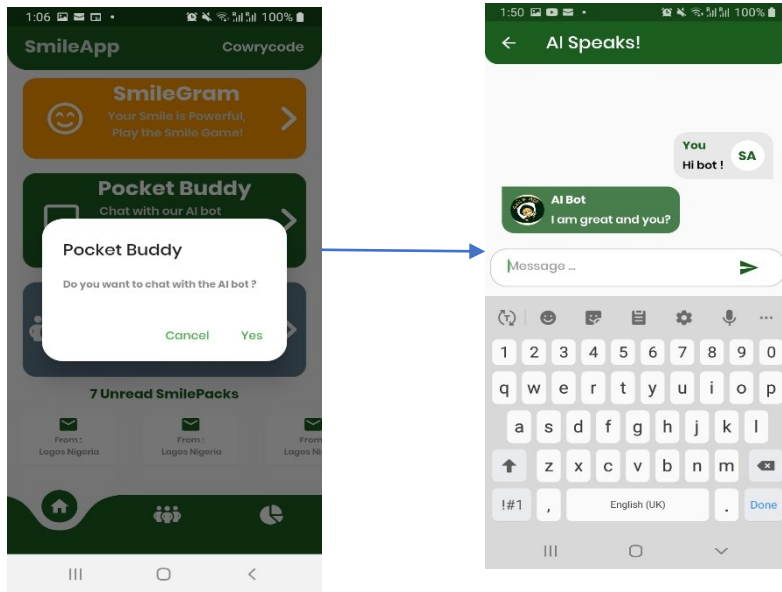 1:06 100%
SmileApp Cowrycode
SmileGram
Your Smile is Powerful,
Play the Smile Game!
Pocket Buddy
Chat with our AI bot
Pocket Buddy
Do you want to chat with the AI bot ?
Cancel Yes
7 Unread SmilePacks
From :
Lagos Nigeria
From :
Lagos Nigeria
From
Lagos Ni
1:50 100%
AI Speaks!
You
Hi bot !
SA
AI Bot
I am great and you?
Message ...
1 2 3 4 5 6 7 8 9 0
q w e r t y u i o p
a s d f g h j k l
z x c v b n m
!#1 , English (UK) . Done